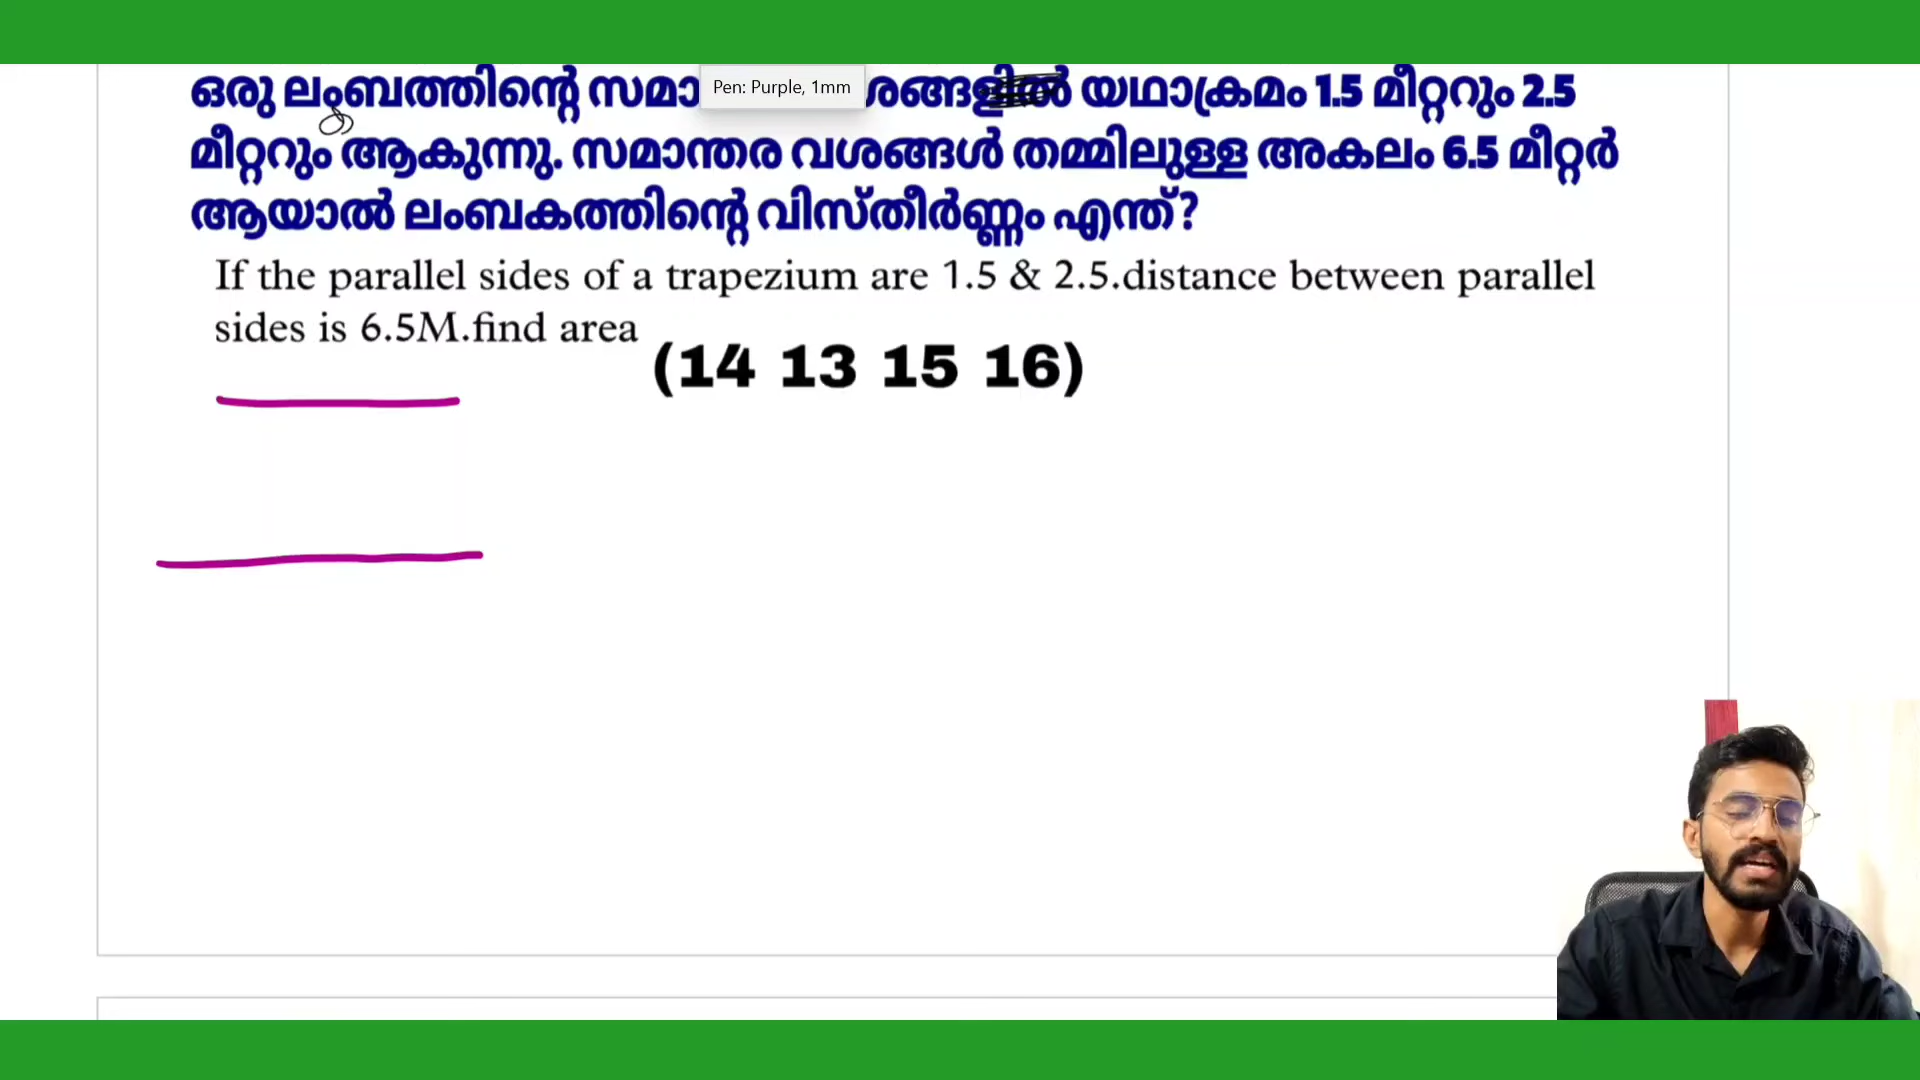 ഒരു ലംബത്തിന്റെ സമാ Pen: Purple, 1mm ശങ്ങളിൽ യഥാക്രമം 1.5 മീറ്ററും 2.5
മീറ്ററും ആകുന്നു. സമാന്തര വശങ്ങൾ തമ്മിലുള്ള അകലം 6.5 മീറ്റർ
ആയാൽ ലംബകത്തിന്റെ വിസ്തീർണ്ണം എന്ത്?
If the parallel sides of a trapezium are 1.5 & 2.5.distance between parallel
sides is 6.5M.find area
(14 13 15 16)